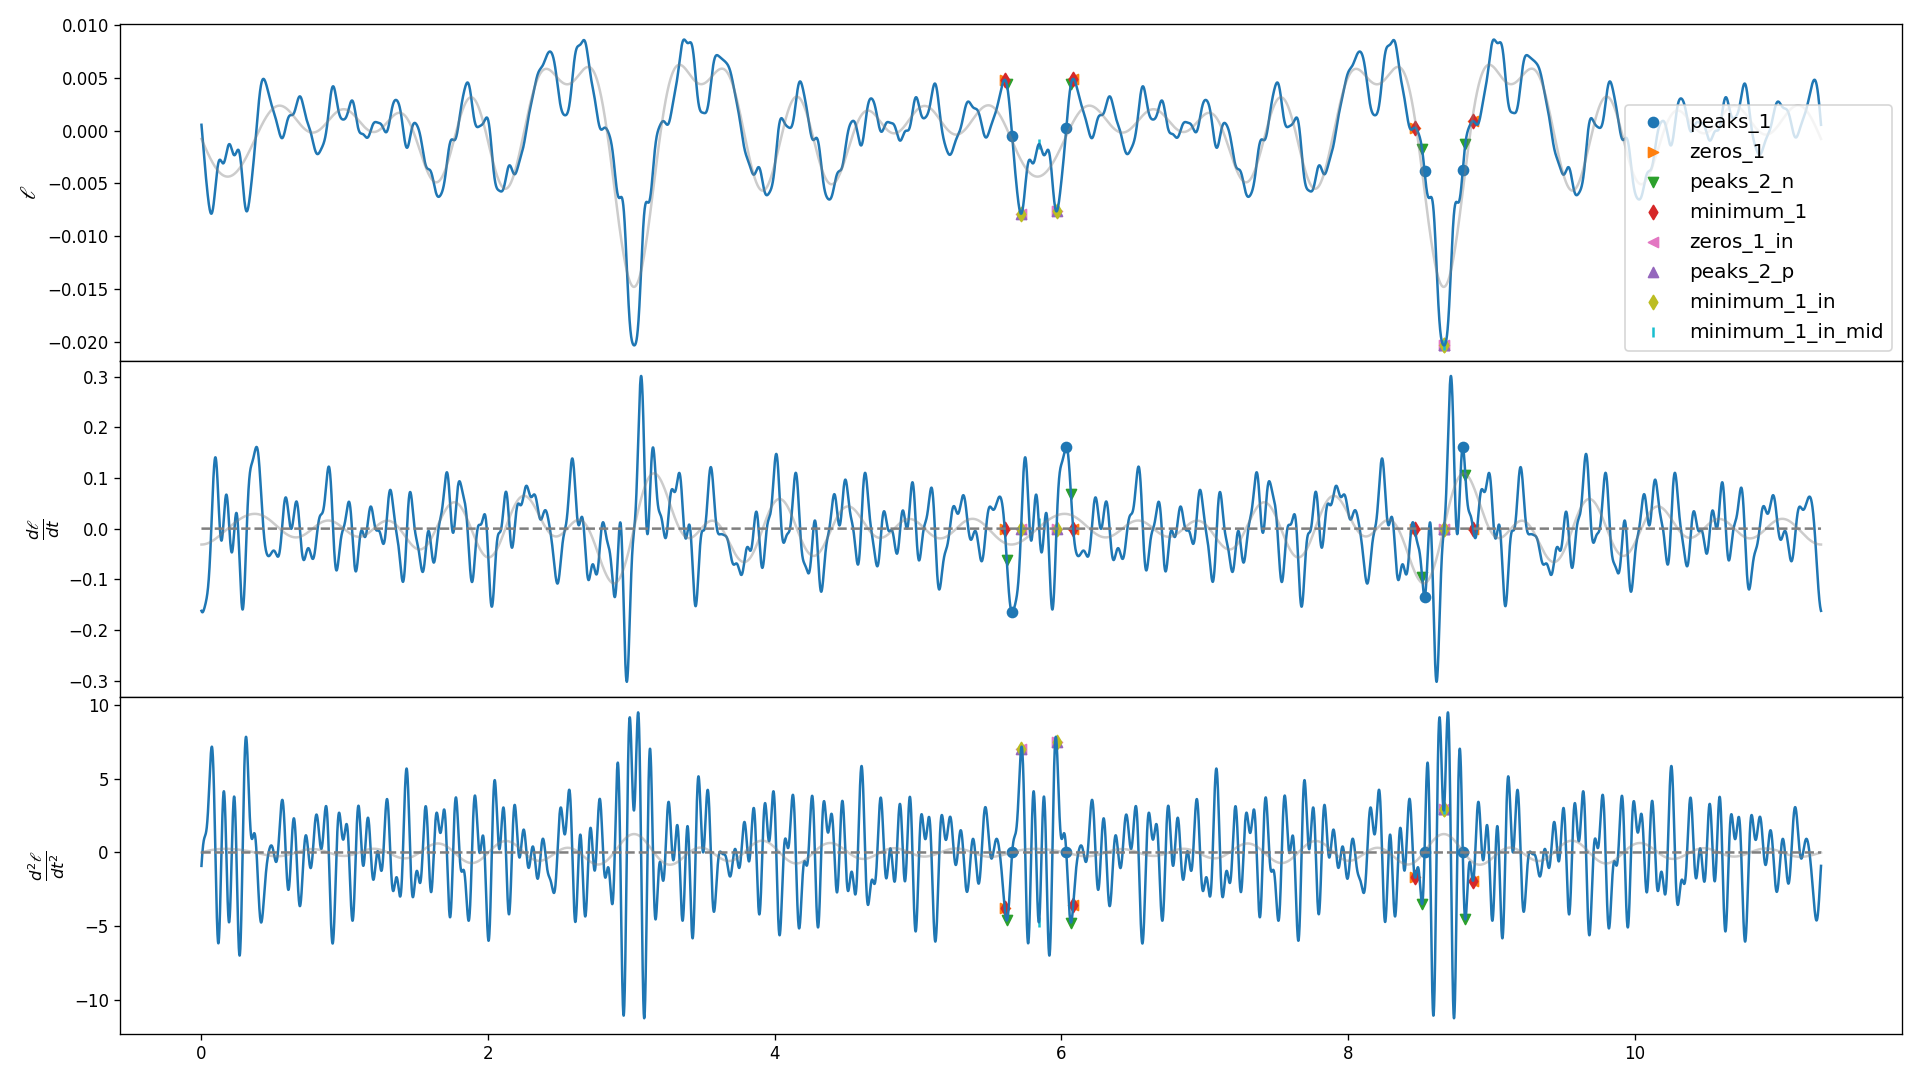 0.010
0.005
0.000
−0.005
−0.010
−0.015
−0.020
ℓ
peaks_1
zeros_1
peaks_2_n
minimum_1
zeros_1_in
peaks_2_p
minimum_1_in
minimum_1_in_mid
0.3
0.2
0.1
0.0
−0.1
−0.2
−0.3
dℓ
dt
10
5
0
−5
−10
d²ℓ
dt²
0 2 4 6 8 10